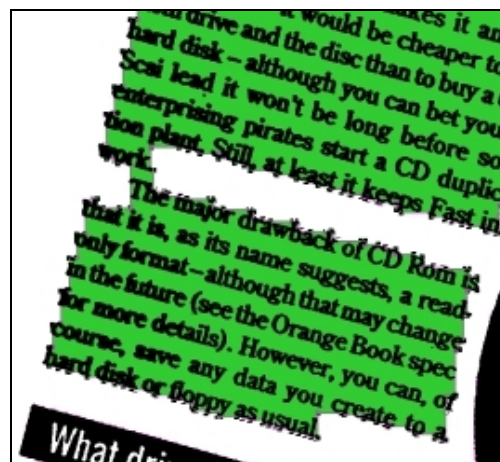 makes it an
it would be cheaper to
drive and the disc than to buy a
hard disk – although you can bet you
Scai lead it won't be long before so
enterprising pirates start a CD duplic
tion plant. Still, at least it keeps Fast in
work.
The major drawback of CD Rom is
that it is, as its name suggests, a read-
only format – although that may change
in the future (see the Orange Book spec
for more details). However, you can, of
course, save any data you create to a
hard disk or floppy as usual.
What dri